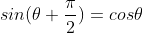 sin(θ + π/2) = cosθ